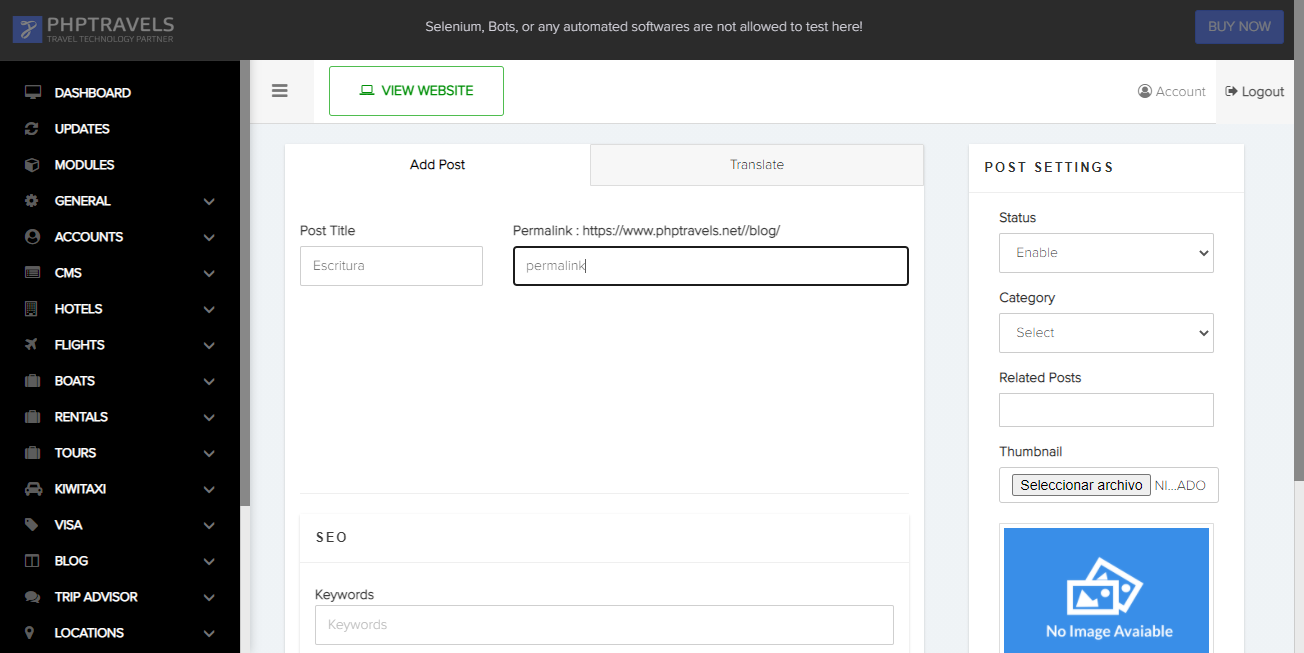 PHPTRAVELS
TRAVEL TECHNOLOGY PARTNER
Selenium, Bots, or any automated softwares are not allowed to test here!
BUY NOW
DASHBOARD
UPDATES
MODULES
GENERAL
ACCOUNTS
CMS
HOTELS
FLIGHTS
BOATS
RENTALS
TOURS
KIWITAXI
VISA
BLOG
TRIP ADVISOR
LOCATIONS
VIEW WEBSITE
Account
Logout
Add Post
Translate
Post Title
Permalink : https://www.phptravels.net//blog/
Escritura
permalink
SEO
Keywords
Keywords
POST SETTINGS
Status
Enable
Category
Select
Related Posts
Thumbnail
Seleccionar archivo NI...ADO
No Image Avaiable